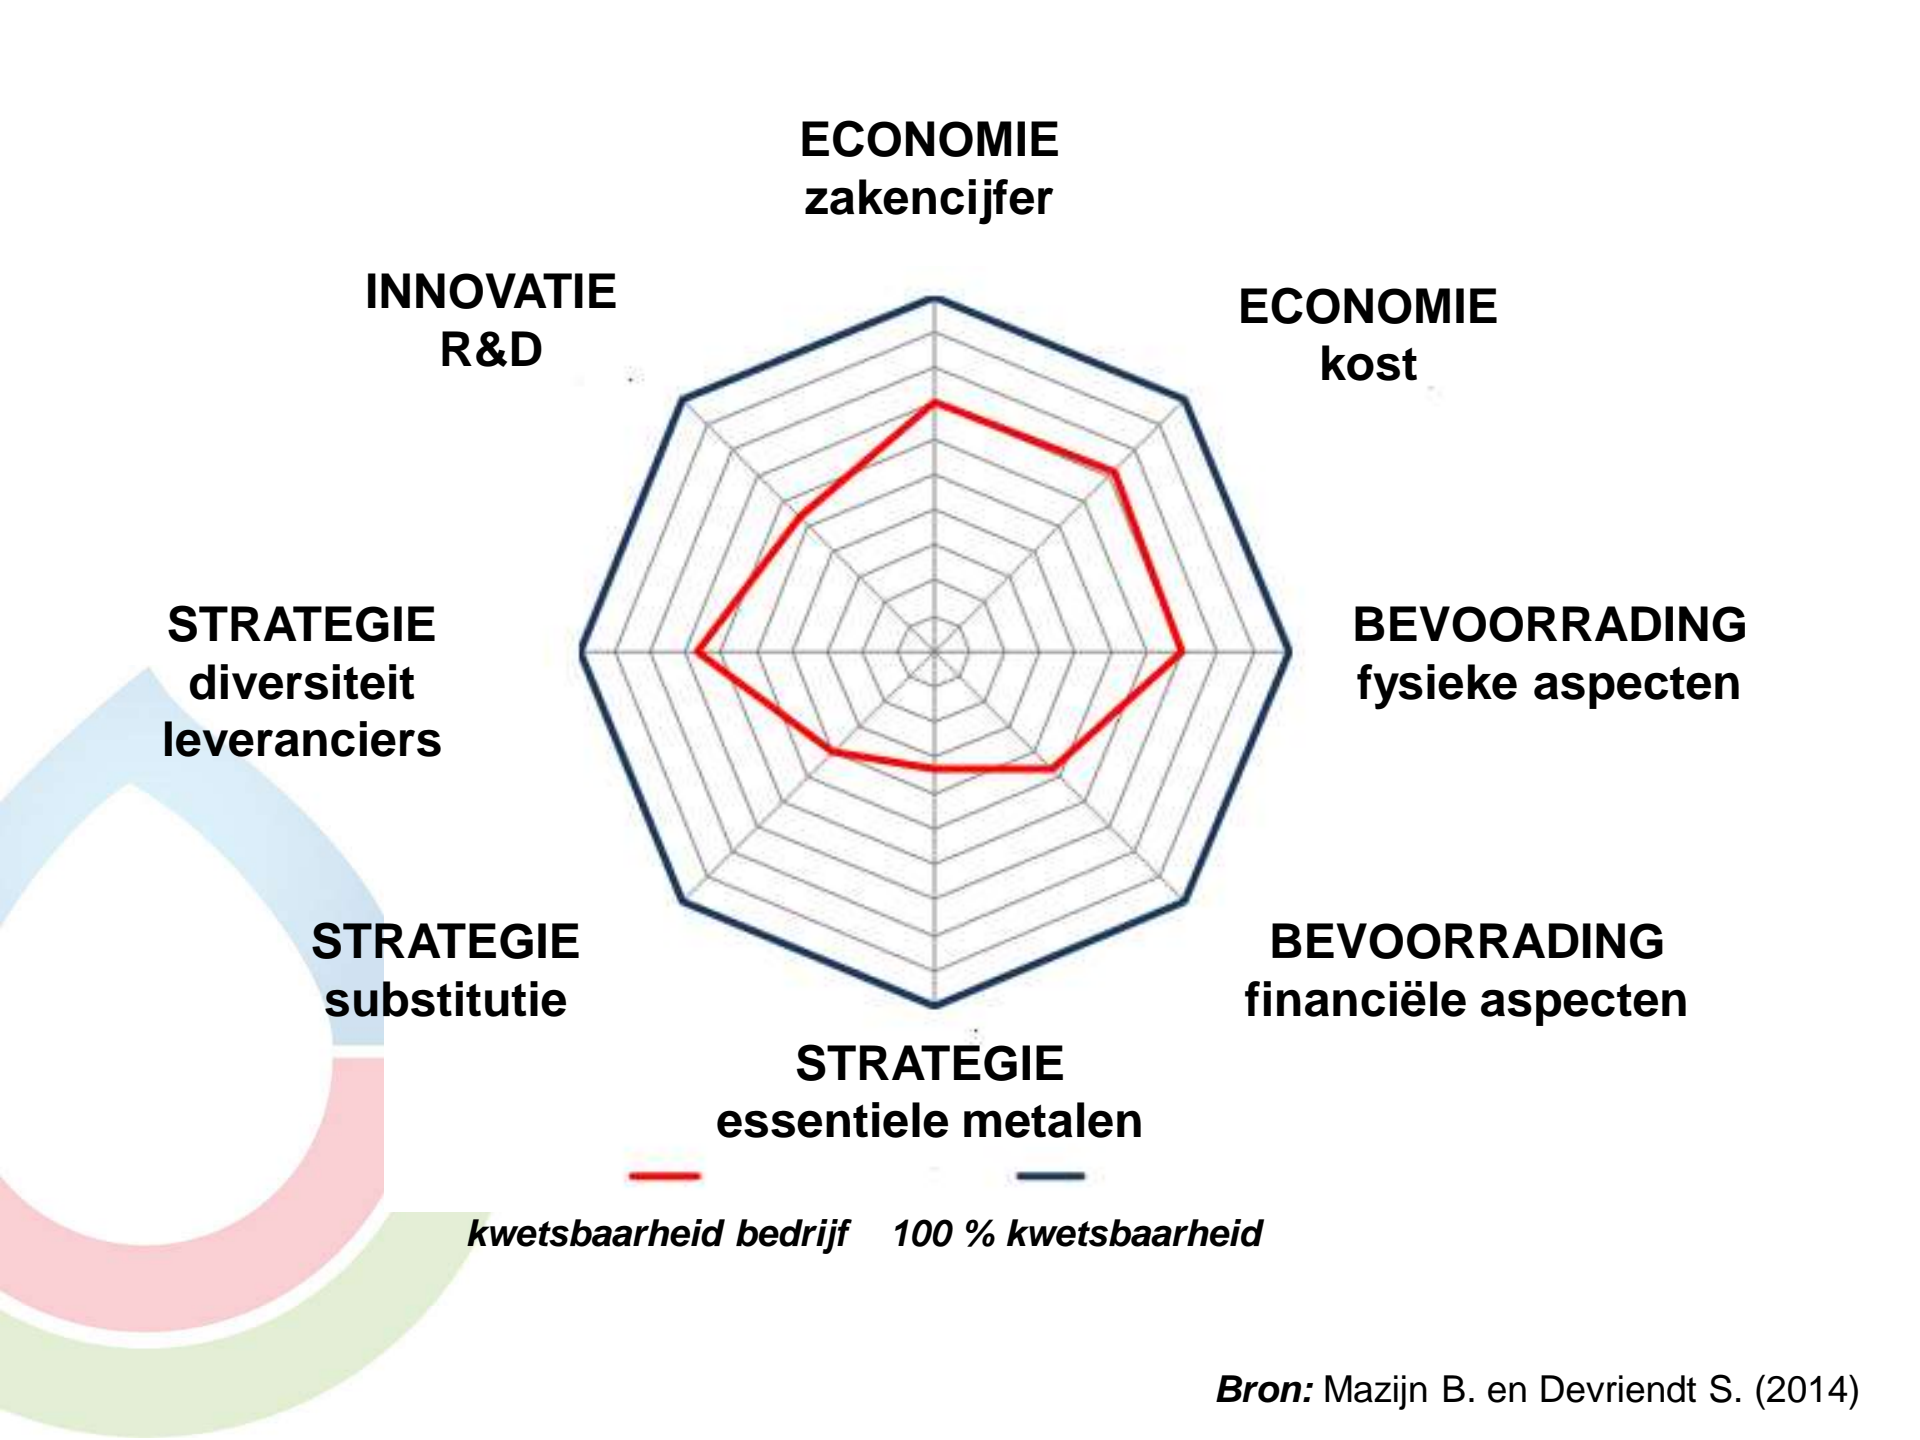 ECONOMIE
zakencijfer
INNOVATIE
R&D
ECONOMIE
kost
STRATEGIE
diversiteit
leveranciers
BEVOORRADING
fysieke aspecten
STRATEGIE
substitutie
BEVOORRADING
financiële aspecten
STRATEGIE
essentiele metalen
kwetsbaarheid bedrijf
100 % kwetsbaarheid
Bron: Mazijn B. en Devriendt S. (2014)